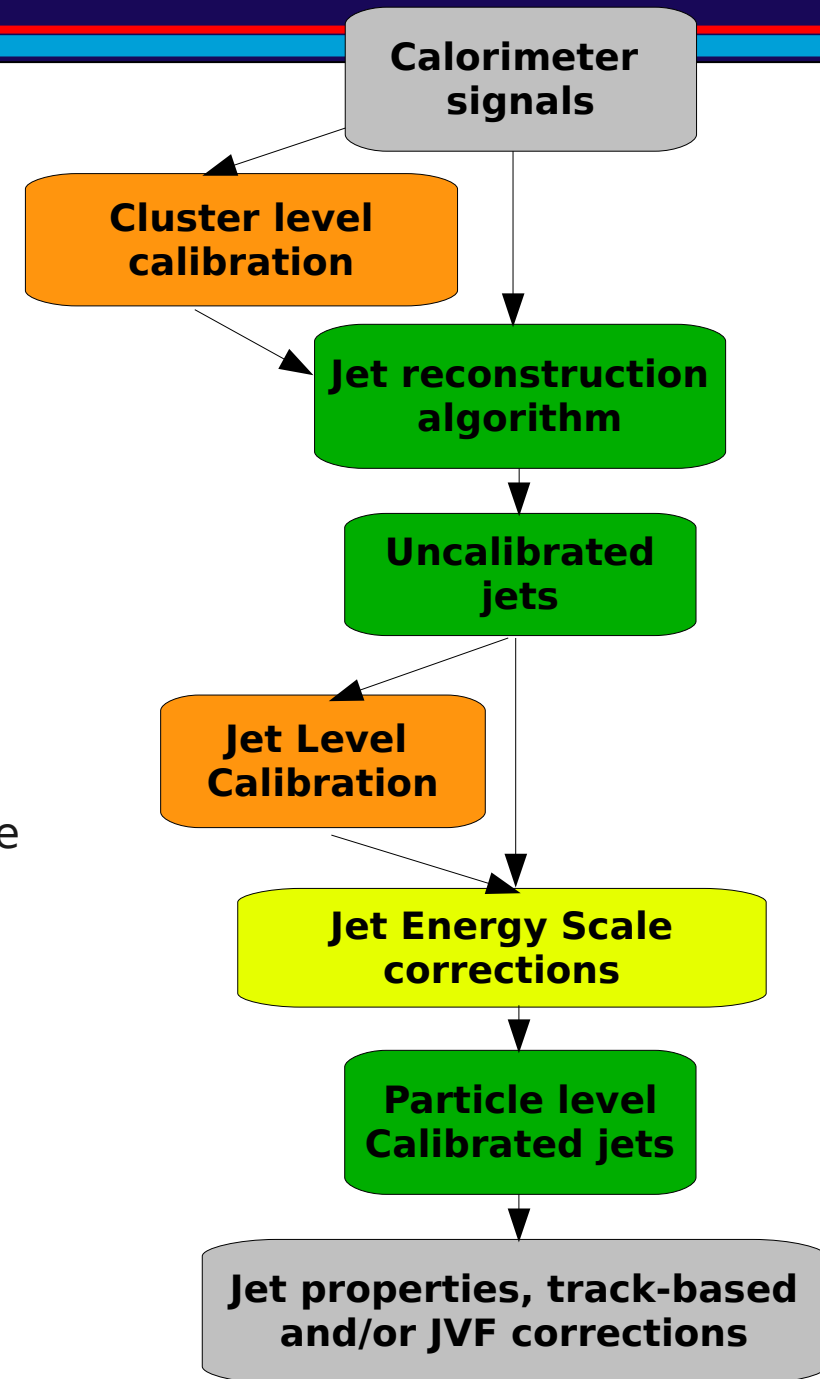 Calorimeter
signals
Cluster level
calibration
Jet reconstruction
algorithm
Uncalibrated
jets
Jet Level
Calibration
e
Jet Energy Scale
corrections
Particle level
Calibrated jets
Jet properties, track-based
and/or JVF corrections